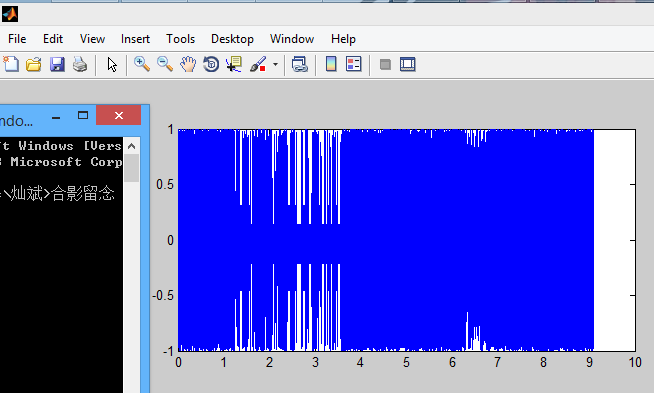 File Edit View Insert Tools Desktop Window Help
ndo...
ft Windows [Vers
3 Microsoft Corp
灿斌>合影留念
1
0.5
0
-0.5
-1
0 1 2 3 4 5 6 7 8 9 10